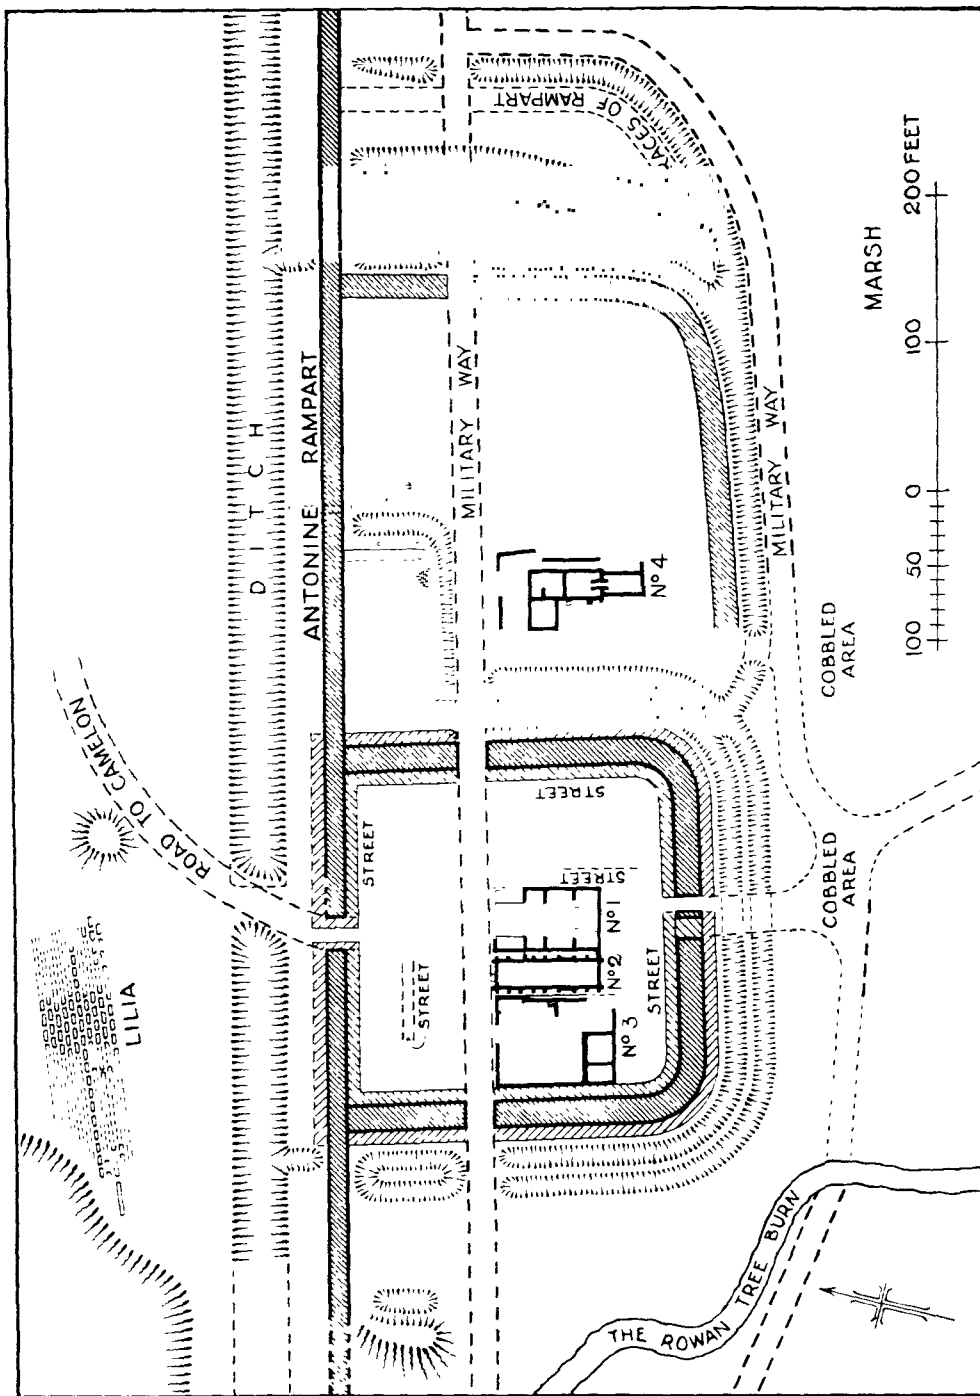 LILIA
ROAD TO CAMELON
DITCH
ANTONINE RAMPART
STREET
STREET
MILITARY WAY
RACES OF
RAMPART
STREET
STREET
Nº 1
Nº 2
Nº 3
STREET
Nº 4
MILITARY WAY
COBBLED
AREA
COBBLED
AREA
MARSH
THE ROWAN TREE BURN
100 50 0 100 200 FEET